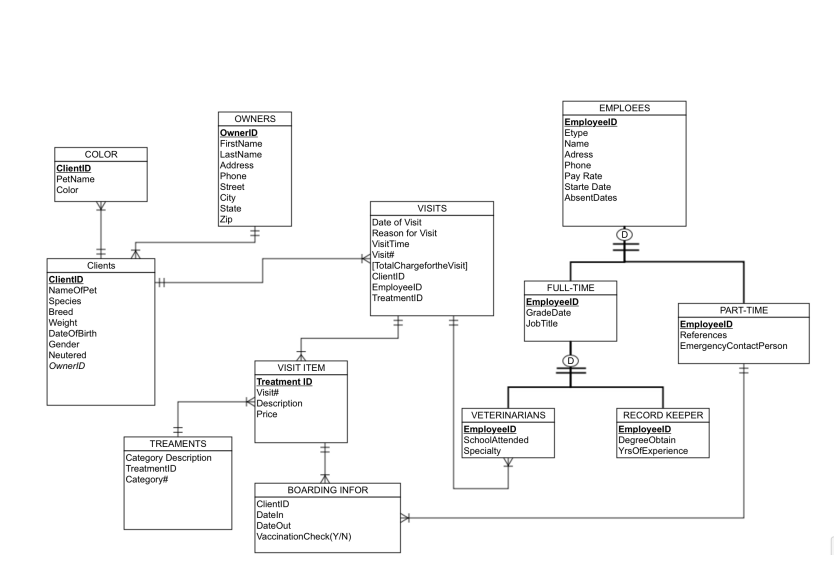 EMPLOEES
EmployeeID
Etype
Name
Adress
Phone
Pay Rate
Starte Date
AbsentDates
OWNERS
OwnerID
FirstName
LastName
Address
Phone
Street
City
State
Zip
COLOR
ClientID
PetName
Color
VISITS
Date of Visit
Reason for Visit
VisitTime
Visit#
[TotalChargefortheVisit]
ClientID
EmployeeID
TreatmentID
D
Clients
ClientID
NameOfPet
Species
Breed
Weight
DateOfBirth
Gender
Neutered
OwnerID
FULL-TIME
EmployeeID
GradeDate
JobTitle
PART-TIME
EmployeeID
References
EmergencyContactPerson
D
VISIT ITEM
Treatment ID
Visit#
Description
Price
VETERINARIANS
EmployeeID
SchoolAttended
Specialty
RECORD KEEPER
EmployeeID
DegreeObtain
YrsOfExperience
TREAMENTS
Category Description
TreatmentID
Category#
BOARDING INFOR
ClientID
DateIn
DateOut
VaccinationCheck(Y/N)